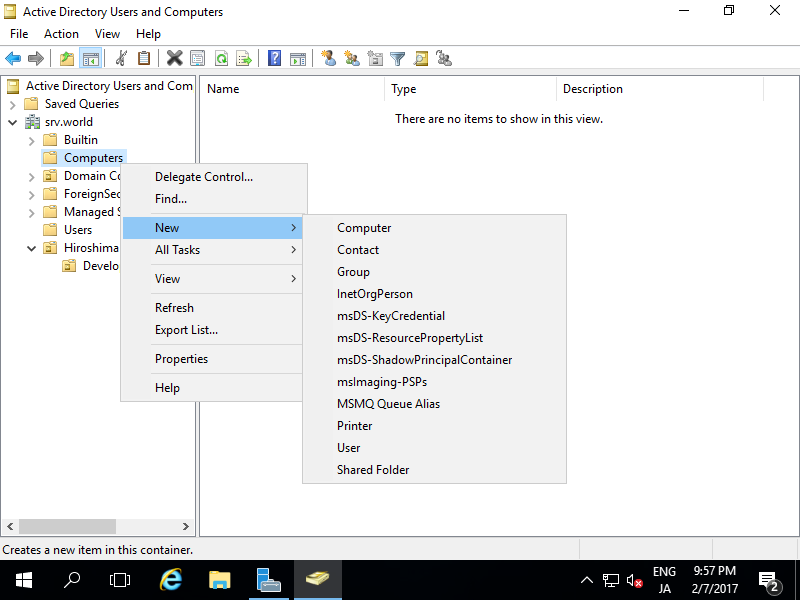 Active Directory Users and Computers
File Action View Help
Active Directory Users and Com
Saved Queries
srv.world
Builtin
Computers
Domain Co
ForeignSec
Managed S
Users
Hiroshima
Develo
Name Type Description
There are no items to show in this view.
Delegate Control...
Find...
New
All Tasks
View
Refresh
Export List...
Properties
Help
Computer
Contact
Group
InetOrgPerson
msDS-KeyCredential
msDS-ResourcePropertyList
msDS-ShadowPrincipalContainer
msImaging-PSPs
MSMQ Queue Alias
Printer
User
Shared Folder
Creates a new item in this container.
ENG
JA
9:57 PM
2/7/2017
2